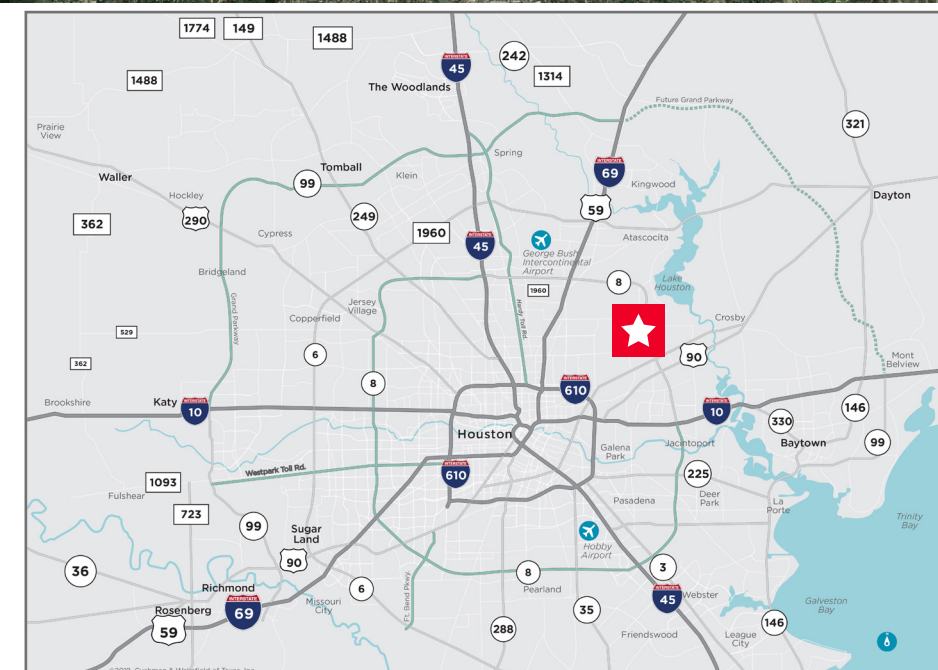 1774
149
1488
242
45
The Woodlands
1314
1488
Future Grand Parkway
321
Prairie
View
Spring
Tomball
Klein
69
Waller
99
Kingwood
Hockley
Dayton
290
59
362
249
1960
Cypress
45
Atascocita
George Bush
Intercontinental
Airport
Bridgeland
8
Lake
Houston
1960
Grand Parkway
Jersey
Village
Hardy Toll Rd.
Copperfield
Crosby
529
6
90
Mont
Belview
362
8
610
Brookshire
Katy
10
10
146
330
Houston
Baytown
99
Galena
Park
Jacintoport
Westpark Toll Rd.
610
225
1093
Fulshear
Pasadena
Deer
Park
La
Porte
723
99
Sugar
Land
Trinity
Bay
Hobby
Airport
90
36
8
3
Richmond
6
Pearland
Ft. Bend Pkwy.
Rosenberg
69
Missouri
City
35
45
Webster
Galveston
Bay
59
288
146
Friendswood
League
City
©2019. Cushman & Wakefield of Texas, Inc.